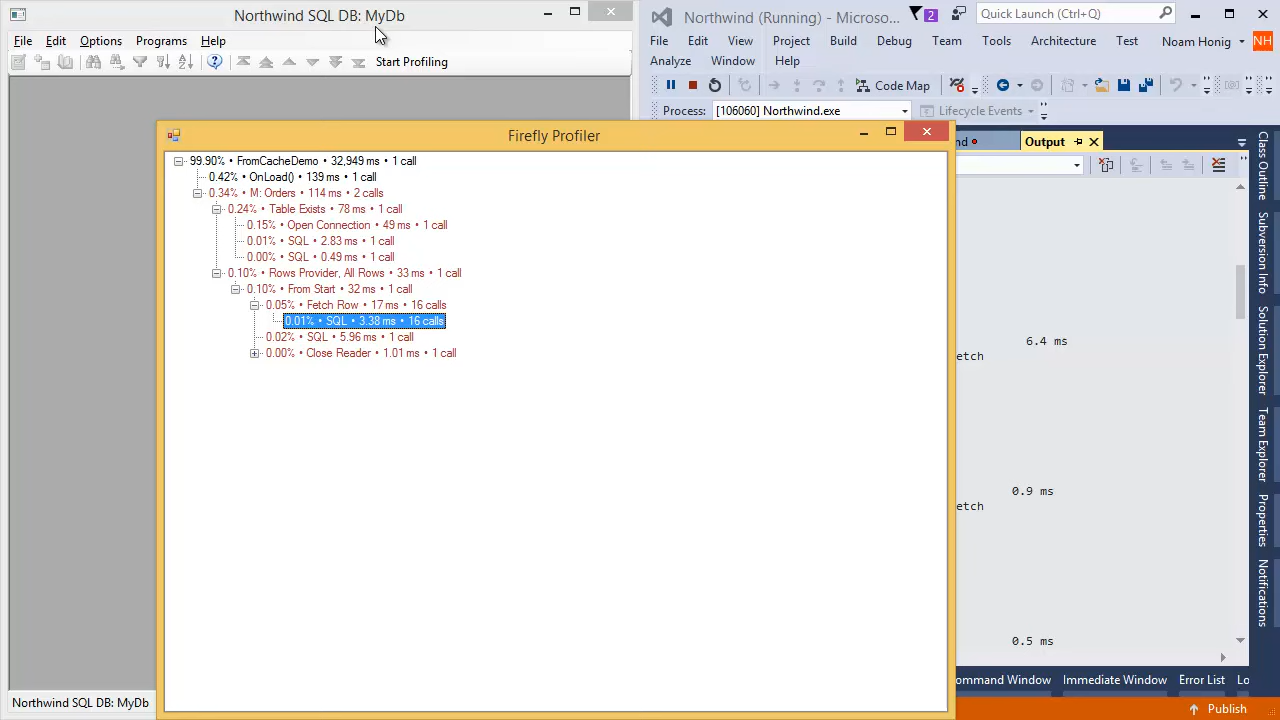 Northwind SQL DB: MyDb
File Edit Options Programs Help
Start Profiling
Northwind (Running) - Microso...
2
Quick Launch (Ctrl+Q)
File Edit View Project Build Debug Team Tools Architecture Test
Noam Honig NH
Analyze Window Help
Code Map
Process: [106060] Northwind.exe Lifecycle Events
Firefly Profiler
nd
Output
99.90% • FromCacheDemo • 32,949 ms • 1 call
0.42% • OnLoad() • 139 ms • 1 call
0.34% • M: Orders • 114 ms • 2 calls
0.24% • Table Exists • 78 ms • 1 call
0.15% • Open Connection • 49 ms • 1 call
0.01% • SQL • 2.83 ms • 1 call
0.00% • SQL • 0.49 ms • 1 call
0.10% • Rows Provider, All Rows • 33 ms • 1 call
0.10% • From Start • 32 ms • 1 call
0.05% • Fetch Row • 17 ms • 16 calls
0.01% • SQL • 3.38 ms • 16 calls
0.02% • SQL • 5.96 ms • 1 call
0.00% • Close Reader • 1.01 ms • 1 call
6.4 ms
etch
0.9 ms
etch
0.5 ms
Class Outline
Subversion Info
Solution Explorer
Team Explorer
Properties
Notifications
ommand Window Immediate Window Error List Lo
Northwind SQL DB: MyDb
Publish